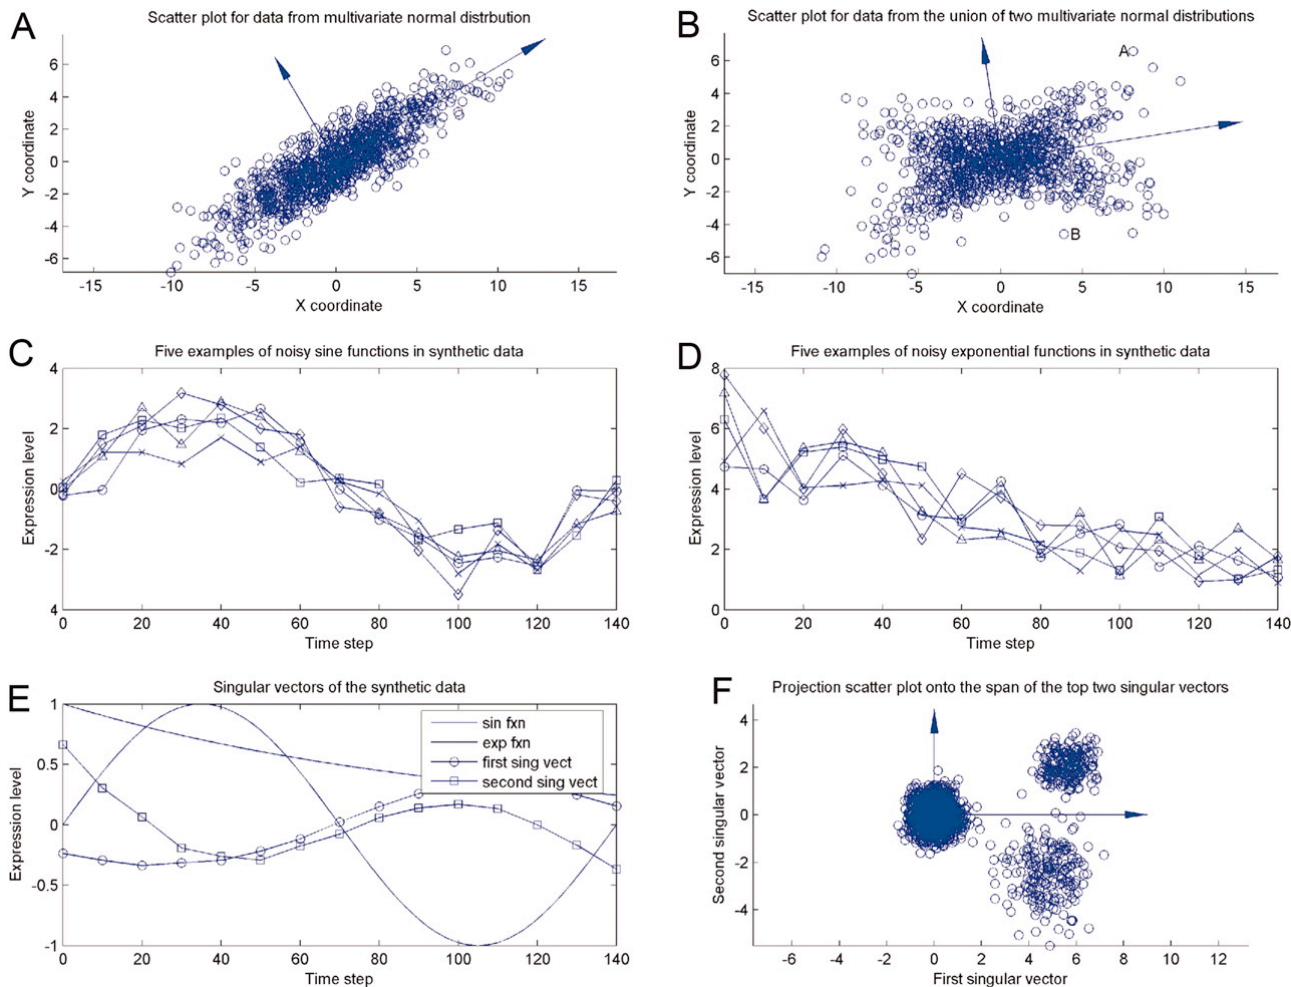 A
Scatter plot for data from multivariate normal distrbution
6
4
2
0
-2
-4
-6
Y coordinate
-15
-10
-5
0
5
10
15
X coordinate
B
Scatter plot for data from the union of two multivariate normal distrbutions
A
B
6
4
2
0
-2
-4
-6
Y coordinate
-15
-10
-5
0
5
10
15
X coordinate
C
Five examples of noisy sine functions in synthetic data
4
2
0
-2
4
Expression level
0
20
40
60
80
100
120
140
Time step
D
Five examples of noisy exponential functions in synthetic data
8
6
4
2
0
Expression level
0
20
40
60
80
100
120
140
Time step
E
Singular vectors of the synthetic data
1
0.5
0
-0.5
-1
Expression level
sin fxn
exp fxn
first sing vect
second sing vect
0
20
40
60
80
100
120
140
Time step
F
Projection scatter plot onto the span of the top two singular vectors
4
2
0
-2
-4
Second singular vector
-6
-4
-2
0
2
4
6
8
10
12
First singular vector